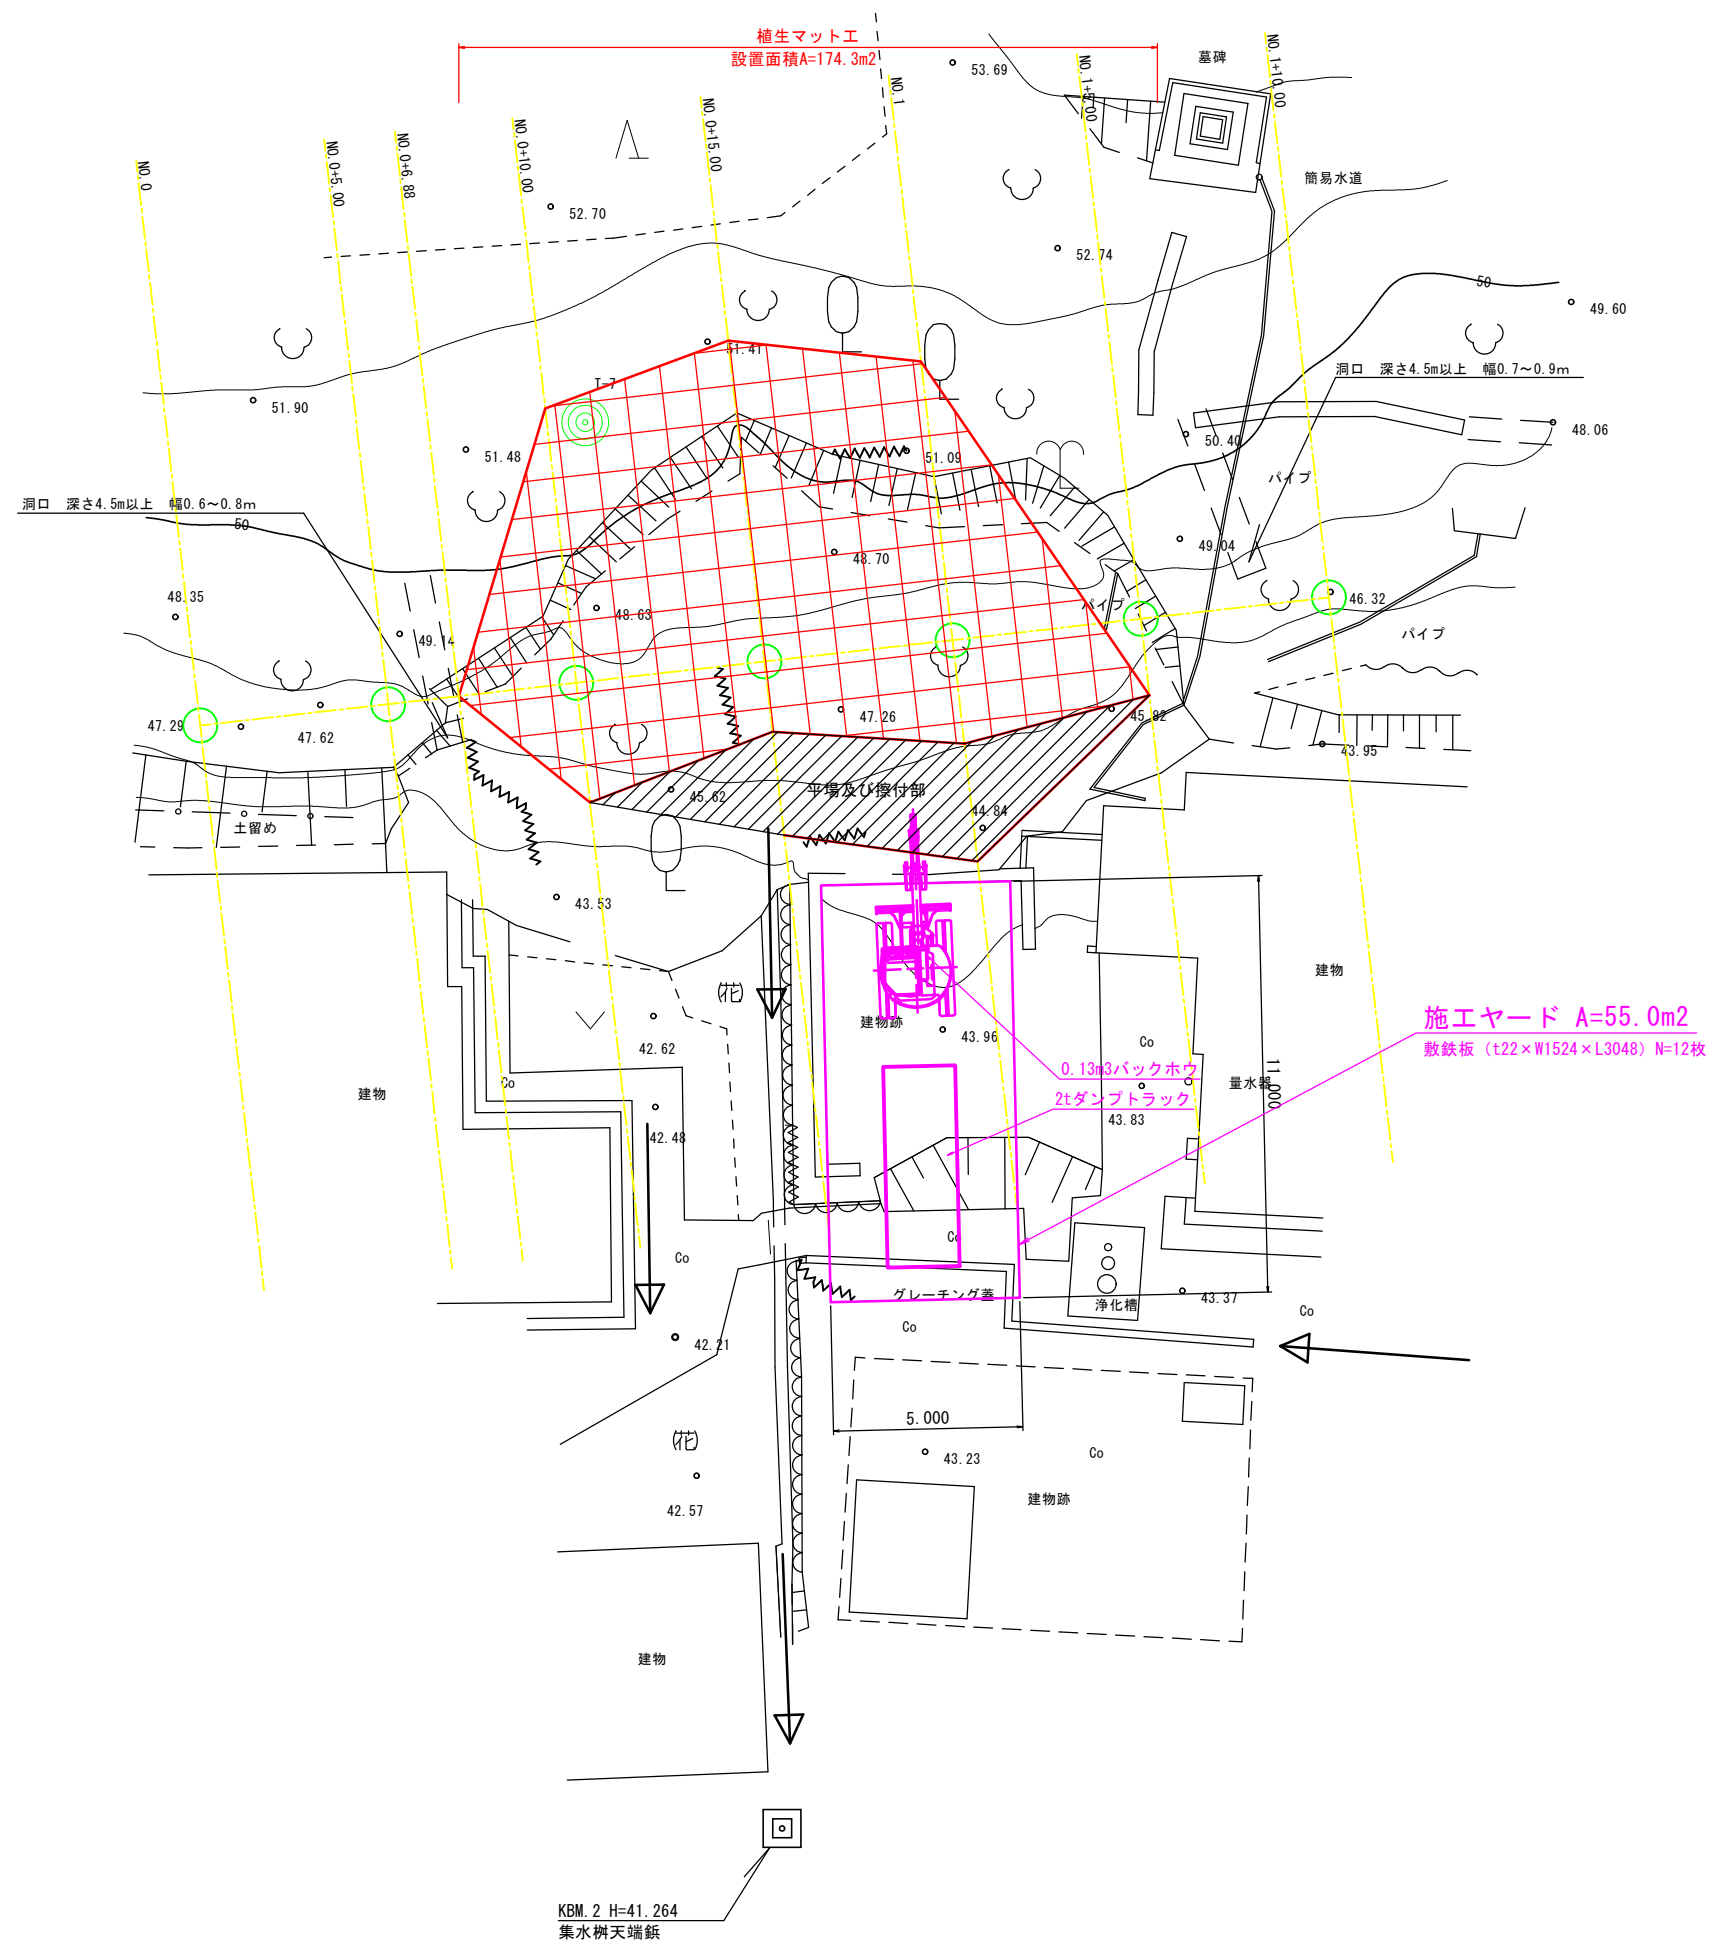 植生マット工
設置面積A=174.3m2
NO.0
NO.0+5.00
NO.0+6.88
NO.0+10.00
NO.0+15.00
NO.1
NO.1+5.00
NO.1+10.00
墓碑
53.69
簡易水道
52.70
52.74
50
49.60
51.41
T-7
洞口　深さ4.5m以上　幅0.7～0.9m
51.90
51.48
51.09
50.40
48.06
パイプ
洞口　深さ4.5m以上　幅0.6～0.8m
50
48.70
49.04
48.35
49.14
48.63
パイプ
46.32
パイプ
47.29
47.62
47.26
45.82
43.95
45.62
平場及び擦付部
44.84
土留め
43.53
建物
(花)
建物跡
43.96
施工ヤード A=55.0m2
敷鉄板（t22×W1524×L3048）N=12枚
42.62
Co
0.13m3バックホウ
2tダンプトラック
量水器
11.000
建物
Co
43.83
42.48
Co
Co
グレーチング蓋
浄化槽
43.37
Co
Co
42.21
5.000
(花)
43.23
Co
42.57
建物跡
建物
KBM.2 H=41.264
集水桝天端鋲